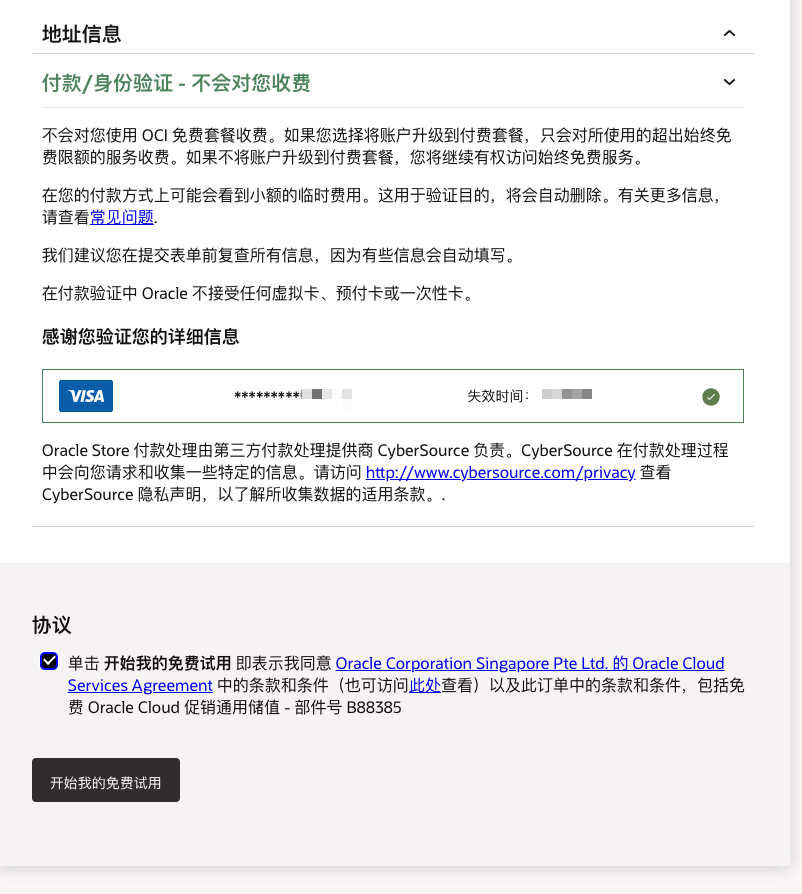 地址信息
付款/身份验证 - 不会对您收费
不会对您使用 OCI 免费套餐收费。如果您选择将账户升级到付费套餐，只会对所使用的超出始终免
费限额的服务收费。如果不将账户升级到付费套餐，您将继续有权访问始终免费服务。
在您的付款方式上可能会看到小额的临时费用。这用于验证目的，将会自动删除。有关更多信息，
请查看常见问题.
我们建议您在提交表单前复查所有信息，因为有些信息会自动填写。
在付款验证中 Oracle 不接受任何虚拟卡、预付卡或一次性卡。
感谢您验证您的详细信息
VISA **********  失效时间：
Oracle Store 付款处理由第三方付款处理提供商 CyberSource 负责。CyberSource 在付款处理过程
中会向您请求和收集一些特定的信息。请访问 http://www.cybersource.com/privacy 查看
CyberSource 隐私声明，以了解所收集数据的适用条款。.
协议
单击 开始我的免费试用 即表示我同意 Oracle Corporation Singapore Pte Ltd. 的 Oracle Cloud
Services Agreement 中的条款和条件（也可访问此处查看）以及此订单中的条款和条件，包括免
费 Oracle Cloud 促销通用储值 - 部件号 B88385
开始我的免费试用